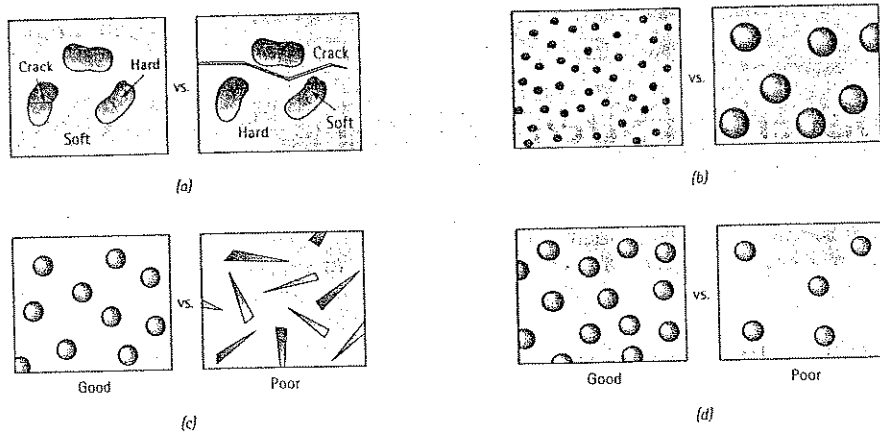 Crack
Hard
Soft
vs.
Crack
Hard
Soft
(a)
vs.
(b)
vs.
Good
Poor
(c)
vs.
Good
Poor
(d)